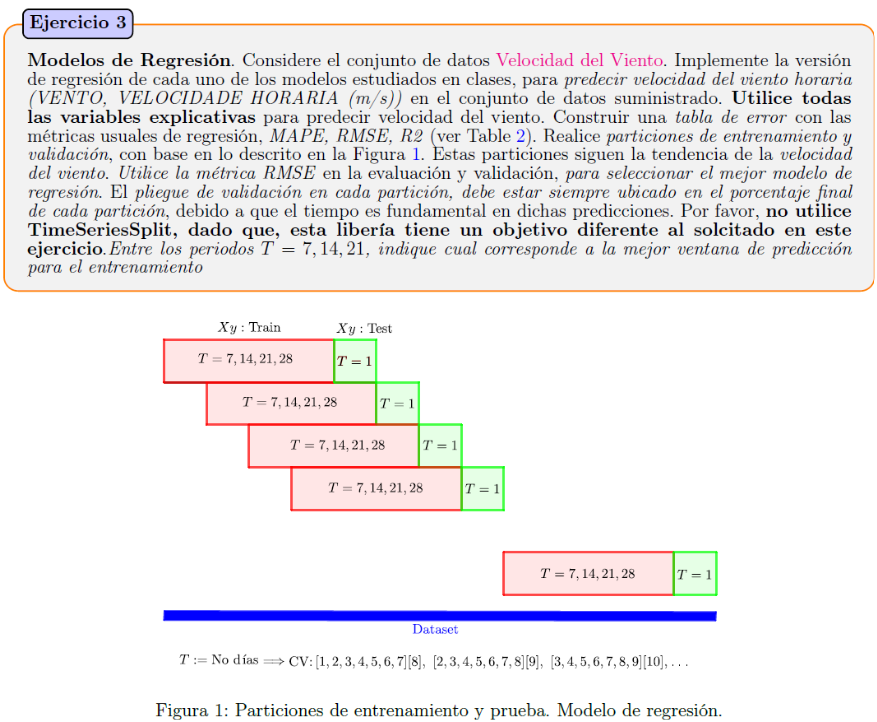 Ejercicio 3
Modelos de Regresión. Considere el conjunto de datos Velocidad del Viento. Implemente la versión
de regresión de cada uno de los modelos estudiados en clases, para predecir velocidad del viento horaria
(VENTO, VELOCIDADE HORARIA (m/s)) en el conjunto de datos suministrado. Utilice todas
las variables explicativas para predecir velocidad del viento. Construir una tabla de error con las
métricas usuales de regresión, MAPE, RMSE, R2 (ver Table 2). Realice particiones de entrenamiento y
validación, con base en lo descrito en la Figura 1. Estas particiones siguen la tendencia de la velocidad
del viento. Utilice la métrica RMSE en la evaluación y validación, para seleccionar el mejor modelo de
regresión. El pliegue de validación en cada partición, debe estar siempre ubicado en el porcentaje final
de cada partición, debido a que el tiempo es fundamental en dichas predicciones. Por favor, no utilice
TimeSeriesSplit, dado que, esta libería tiene un objetivo diferente al solcitado en este
ejercicio.Entre los periodos T = 7, 14, 21, indique cual corresponde a la mejor ventana de predicción
para el entrenamiento
Xy : Train Xy : Test
T = 7, 14, 21, 28 T = 1
T = 7, 14, 21, 28 T = 1
T = 7, 14, 21, 28 T = 1
T = 7, 14, 21, 28 T = 1
T = 7, 14, 21, 28 T = 1
Dataset
T := No días ⟹ CV: [1, 2, 3, 4, 5, 6, 7][8], [2, 3, 4, 5, 6, 7, 8][9], [3, 4, 5, 6, 7, 8, 9][10], . . .
Figura 1: Particiones de entrenamiento y prueba. Modelo de regresión.